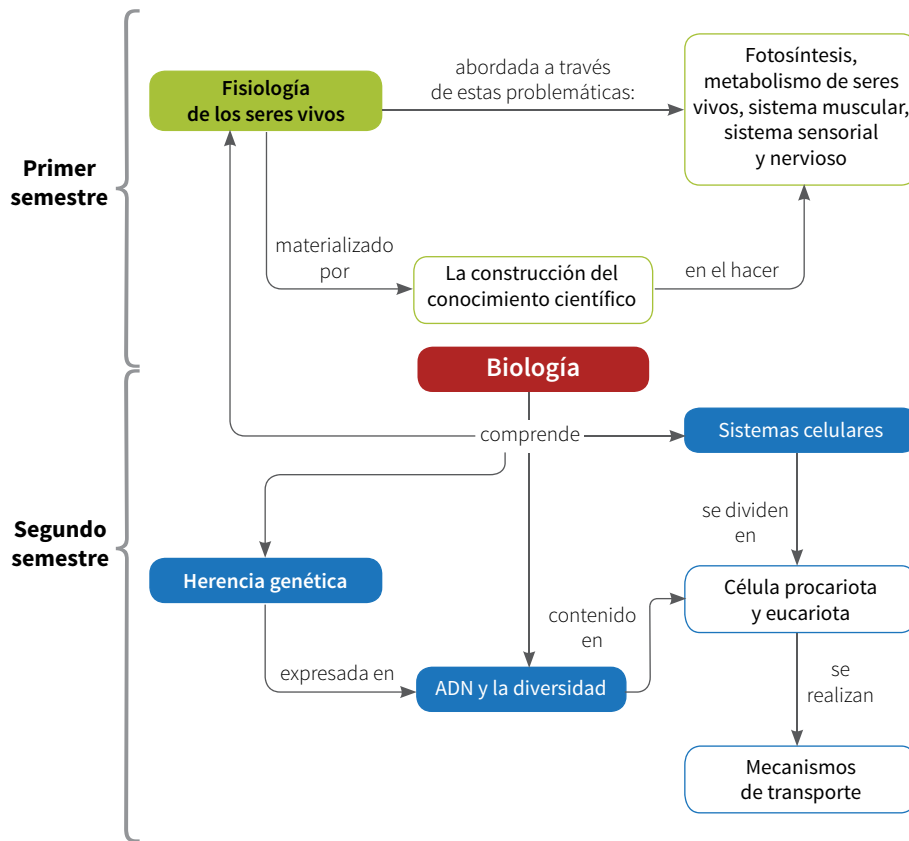 Primer
semestre
Fisiología
de los seres vivos
abordada a través
de estas problemáticas:
Fotosíntesis,
metabolismo de seres
vivos, sistema muscular,
sistema sensorial
y nervioso
materializado
por
La construcción del
conocimiento científico
en el hacer
Segundo
semestre
Biología
comprende
Sistemas celulares
se dividen
en
Herencia genética
Célula procariota
y eucariota
contenido
en
expresada en
ADN y la diversidad
se
realizan
Mecanismos
de transporte